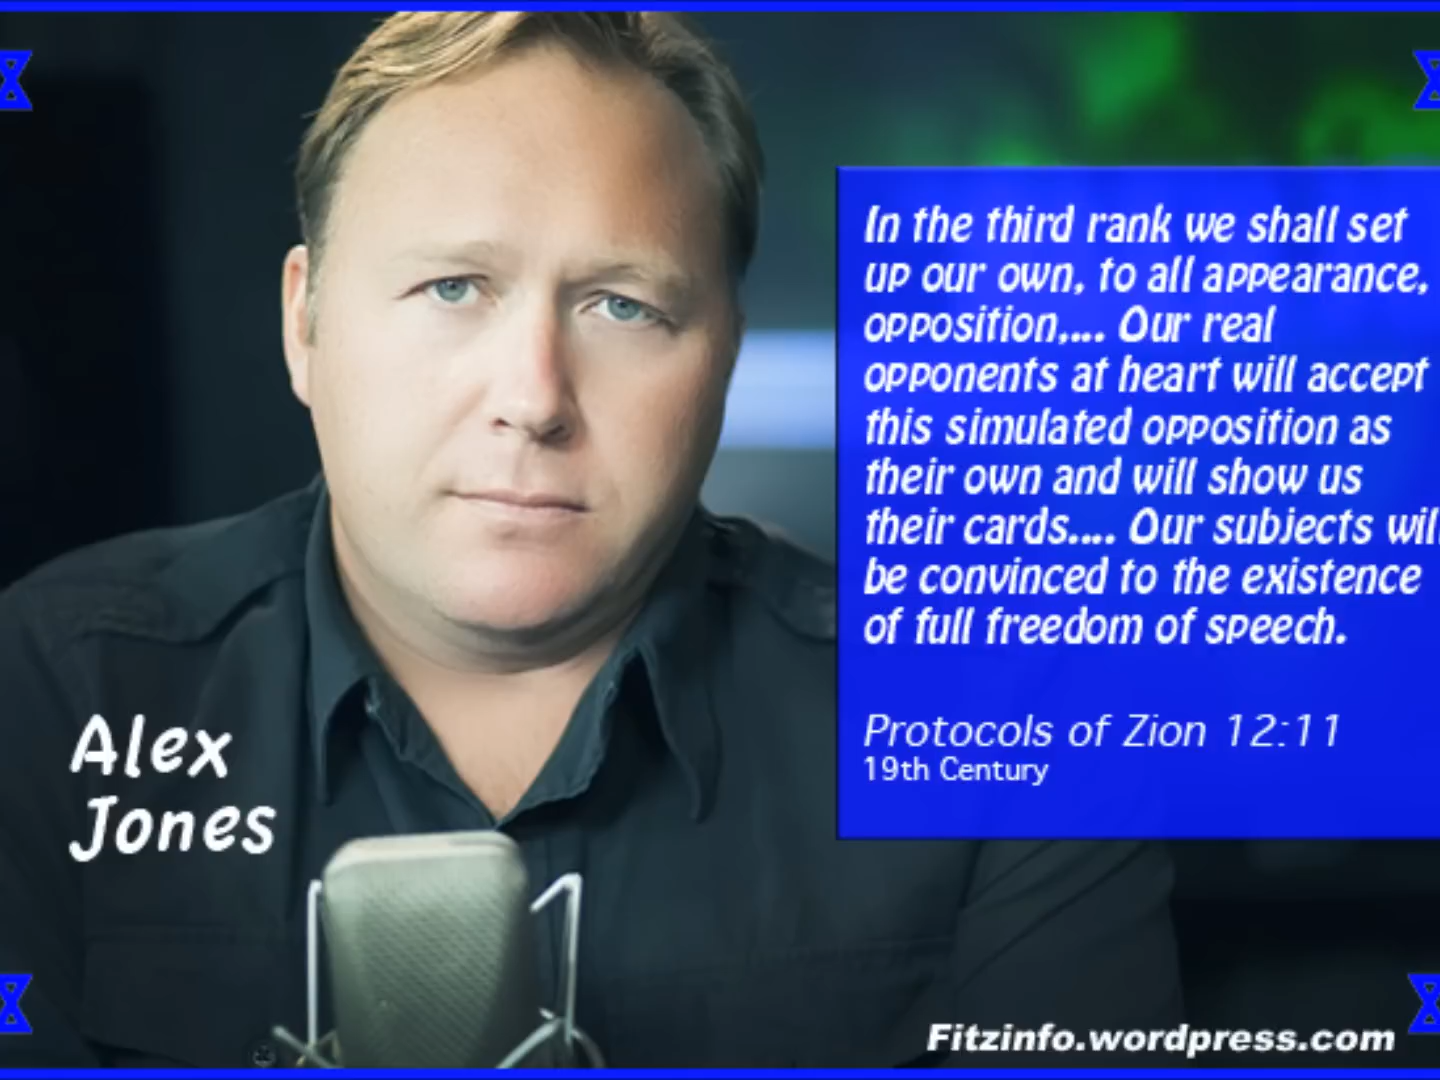 In the third rank we shall set
up our own, to all appearance,
opposition,... Our real
opponents at heart will accept
this simulated opposition as
their own and will show us
their cards.... Our subjects will
be convinced to the existence
of full freedom of speech.
Protocols of Zion 12:11
19th Century
Alex
Jones
Fitzinfo.wordpress.com